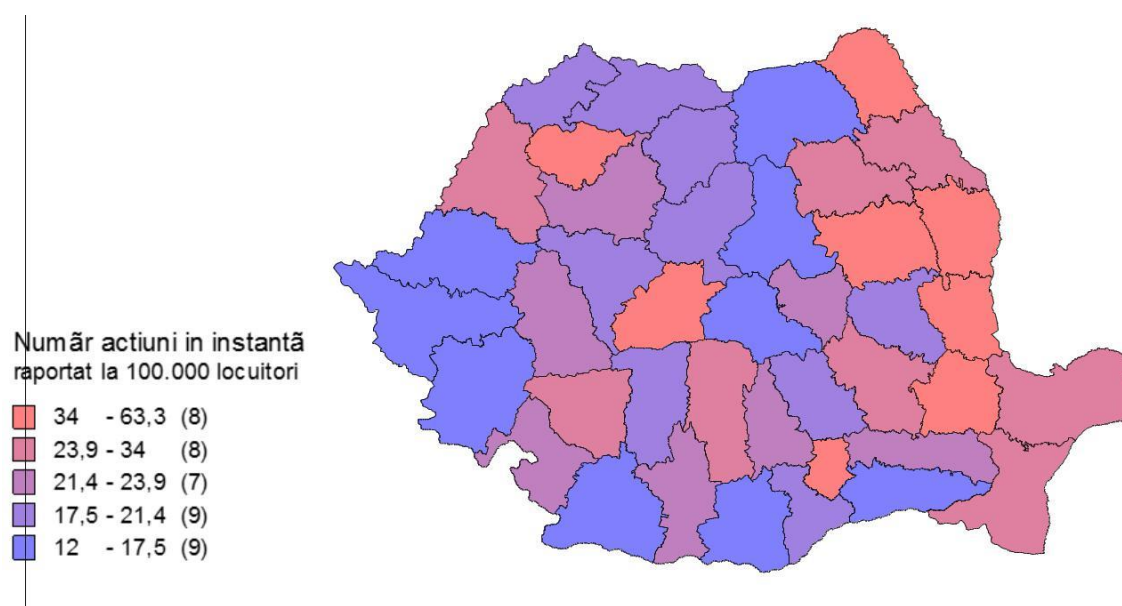 Numãr actiuni in instantã
raportat la 100.000 locuitori
34 - 63,3 (8)
23,9 - 34 (8)
21,4 - 23,9 (7)
17,5 - 21,4 (9)
12 - 17,5 (9)